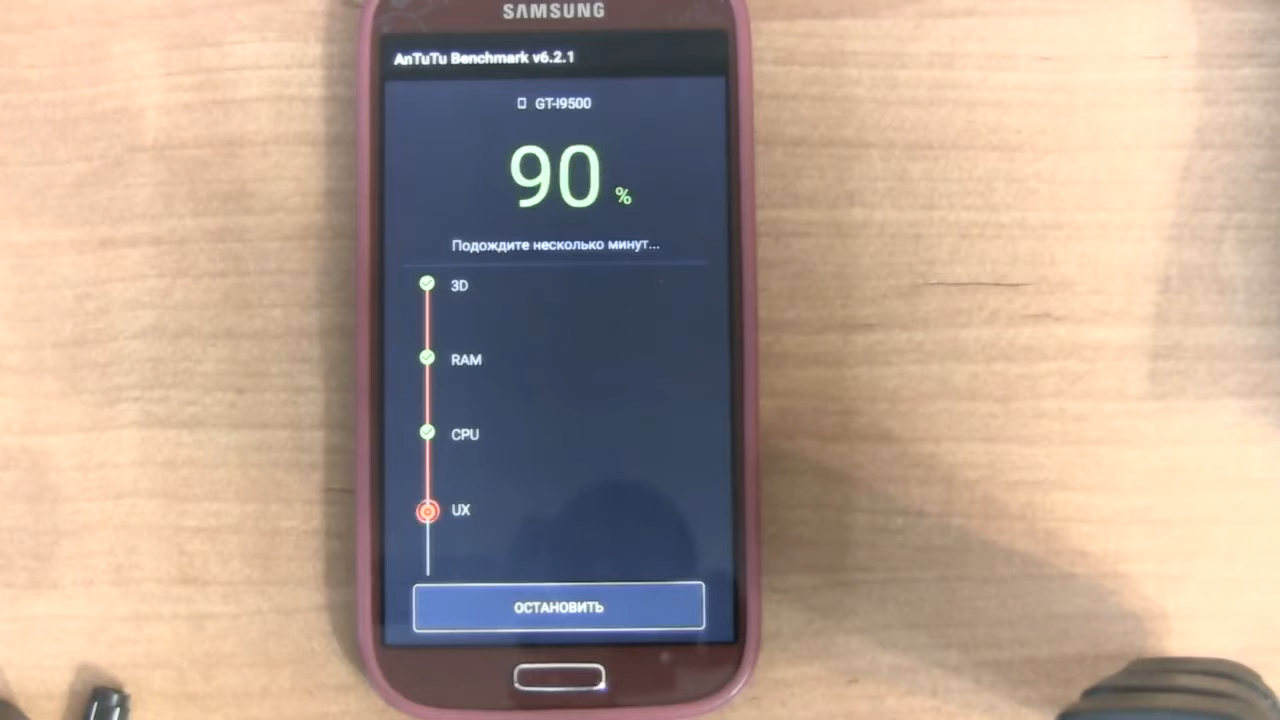 SAMSUNG
AnTuTu Benchmark v6.2.1
GT-I9500
90 %
Подождите несколько минут...
3D
RAM
CPU
UX
ОСТАНОВИТЬ